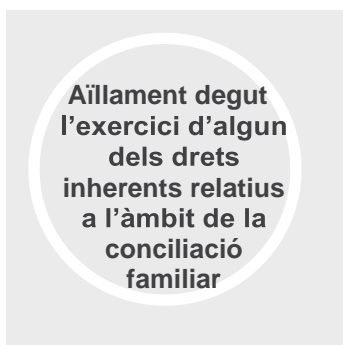 Aïllament degut
l’exercici d’algun
dels drets
inherents relatius
a l’àmbit de la
conciliació
familiar